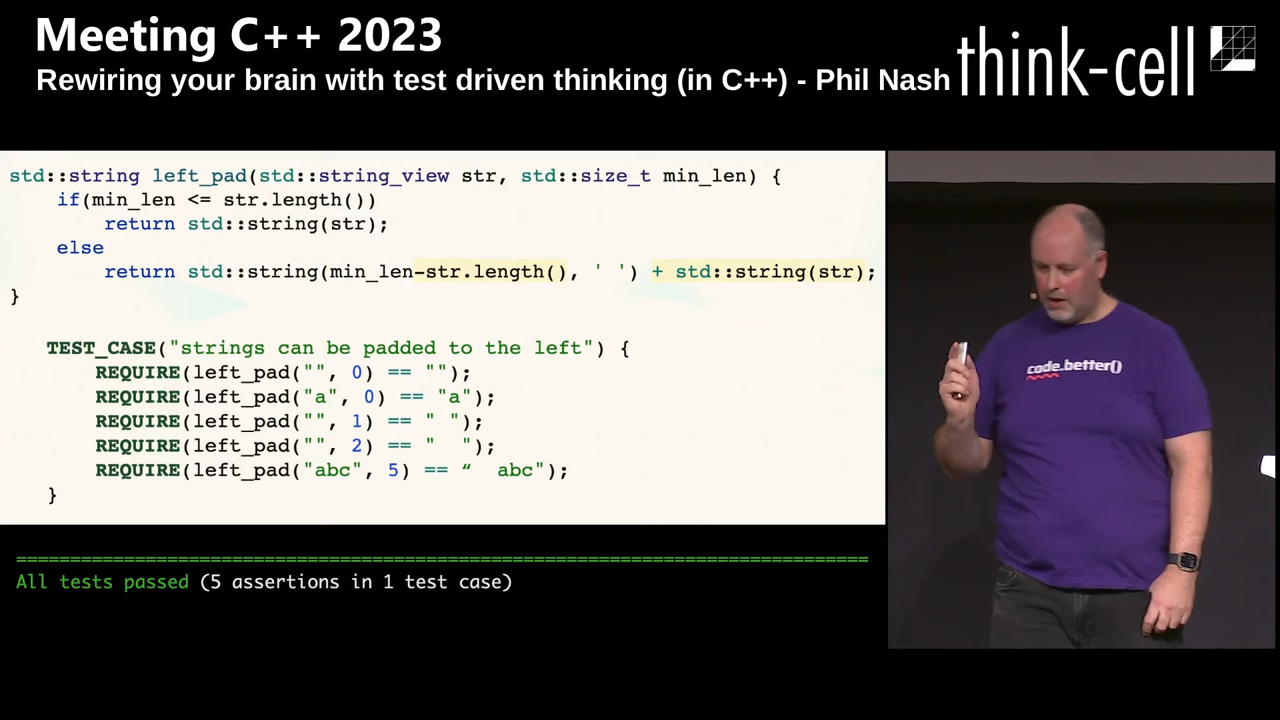 Meeting C++ 2023
Rewiring your brain with test driven thinking (in C++) - Phil Nash
think-cell
std::string left_pad(std::string_view str, std::size_t min_len) {
    if(min_len <= str.length())
        return std::string(str);
    else
        return std::string(min_len-str.length(), ' ') + std::string(str);
}
TEST_CASE("strings can be padded to the left") {
    REQUIRE(left_pad("", 0) == "");
    REQUIRE(left_pad("a", 0) == "a");
    REQUIRE(left_pad("", 1) == " ");
    REQUIRE(left_pad("", 2) == "  ");
    REQUIRE(left_pad("abc", 5) == “  abc");
}
===============================================================================
All tests passed (5 assertions in 1 test case)
code.better()